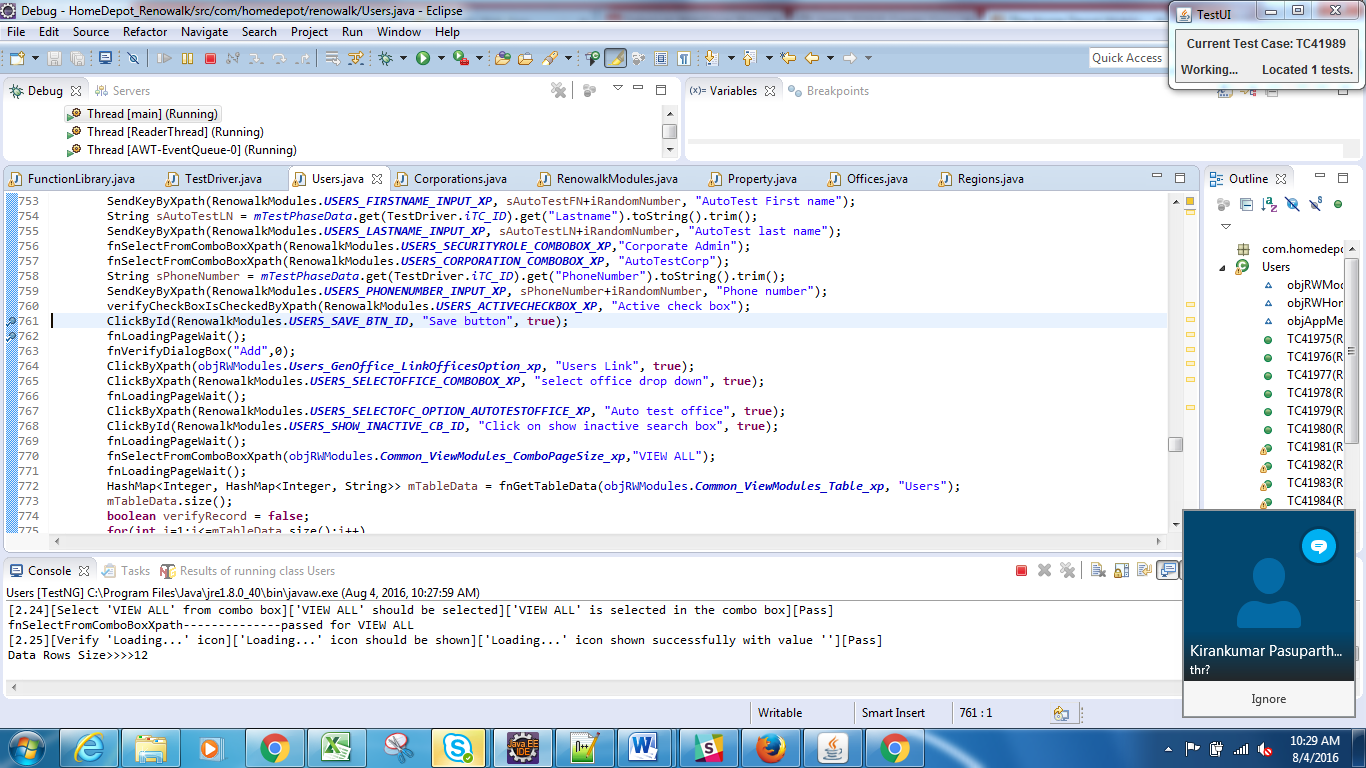 Debug - HomeDepot_Renowalk/src/com/homedepot/renowalk/Users.java - Eclipse
File Edit Source Refactor Navigate Search Project Run Window Help
Quick Access
TestUI
Current Test Case: TC41989
Working... Located 1 tests.
Debug Servers
Thread [main] (Running)
Thread [ReaderThread] (Running)
Thread [AWT-EventQueue-0] (Running)
(x)= Variables Breakpoints
FunctionLibrary.java TestDriver.java Users.java Corporations.java RenowalkModules.java Property.java Offices.java Regions.java
753 SendKeyByXpath(RenowalkModules.USERS_FIRSTNAME_INPUT_XP, sAutoTestFN+iRandomNumber, "AutoTest First name");
754 String sAutoTestLN = mTestPhaseData.get(TestDriver.iTC_ID).get("Lastname").toString().trim();
755 SendKeyByXpath(RenowalkModules.USERS_LASTNAME_INPUT_XP, sAutoTestLN+iRandomNumber, "AutoTest last name");
756 fnSelectFromComboBoxXpath(RenowalkModules.USERS_SECURITYROLE_COMBOBOX_XP,"Corporate Admin");
757 fnSelectFromComboBoxXpath(RenowalkModules.USERS_CORPORATION_COMBOBOX_XP, "AutoTestCorp");
758 String sPhoneNumber = mTestPhaseData.get(TestDriver.iTC_ID).get("PhoneNumber").toString().trim();
759 SendKeyByXpath(RenowalkModules.USERS_PHONENUMBER_INPUT_XP, sPhoneNumber+iRandomNumber, "Phone number");
760 verifyCheckBoxIsCheckedByXpath(RenowalkModules.USERS_ACTIVECHECKBOX_XP, "Active check box");
761 ClickById(RenowalkModules.USERS_SAVE_BTN_ID, "Save button", true);
762 fnLoadingPageWait();
763 fnVerifyDialogBox("Add",0);
764 ClickByXpath(objRWModules.Users_GenOffice_LinkOfficesOption_xp, "Users Link", true);
765 ClickByXpath(RenowalkModules.USERS_SELECTOFFICE_COMBOBOX_XP, "select office drop down", true);
766 fnLoadingPageWait();
767 ClickByXpath(RenowalkModules.USERS_SELECTOFC_OPTION_AUTOTESTOFFICE_XP, "Auto test office", true);
768 ClickById(RenowalkModules.USERS_SHOW_INACTIVE_CB_ID, "Click on show inactive search box", true);
769 fnLoadingPageWait();
770 fnSelectFromComboBoxXpath(objRWModules.Common_ViewModules_ComboPageSize_xp,"VIEW ALL");
771 fnLoadingPageWait();
772 HashMap<Integer, HashMap<Integer, String>> mTableData = fnGetTableData(objRWModules.Common_ViewModules_Table_xp, "Users");
773 mTableData.size();
774 boolean verifyRecord = false;
775 for(int i=1;i<=mTableData.size();i++)
Outline
com.homedepo
Users
objRWMod
objRWHor
objAppMe
TC41975(R
TC41976(R
TC41977(R
TC41978(R
TC41979(R
TC41980(R
TC41981(R
TC41982(R
TC41983(R
TC41984(R
Console Tasks Results of running class Users
Users [TestNG] C:\Program Files\Java\jre1.8.0_40\bin\javaw.exe (Aug 4, 2016, 10:27:59 AM)
[2.24][Select 'VIEW ALL' from combo box]['VIEW ALL' should be selected]['VIEW ALL' is selected in the combo box][Pass]
fnSelectFromComboBoxXpath--------------passed for VIEW ALL
[2.25][Verify 'Loading...' icon]['Loading...' icon should be shown]['Loading...' icon shown successfully with value ''][Pass]
Data Rows Size>>>>12
Kirankumar Pasuparth...
thr?
Ignore
Writable Smart Insert 761 : 1
Java EE
IDE
10:29 AM
8/4/2016